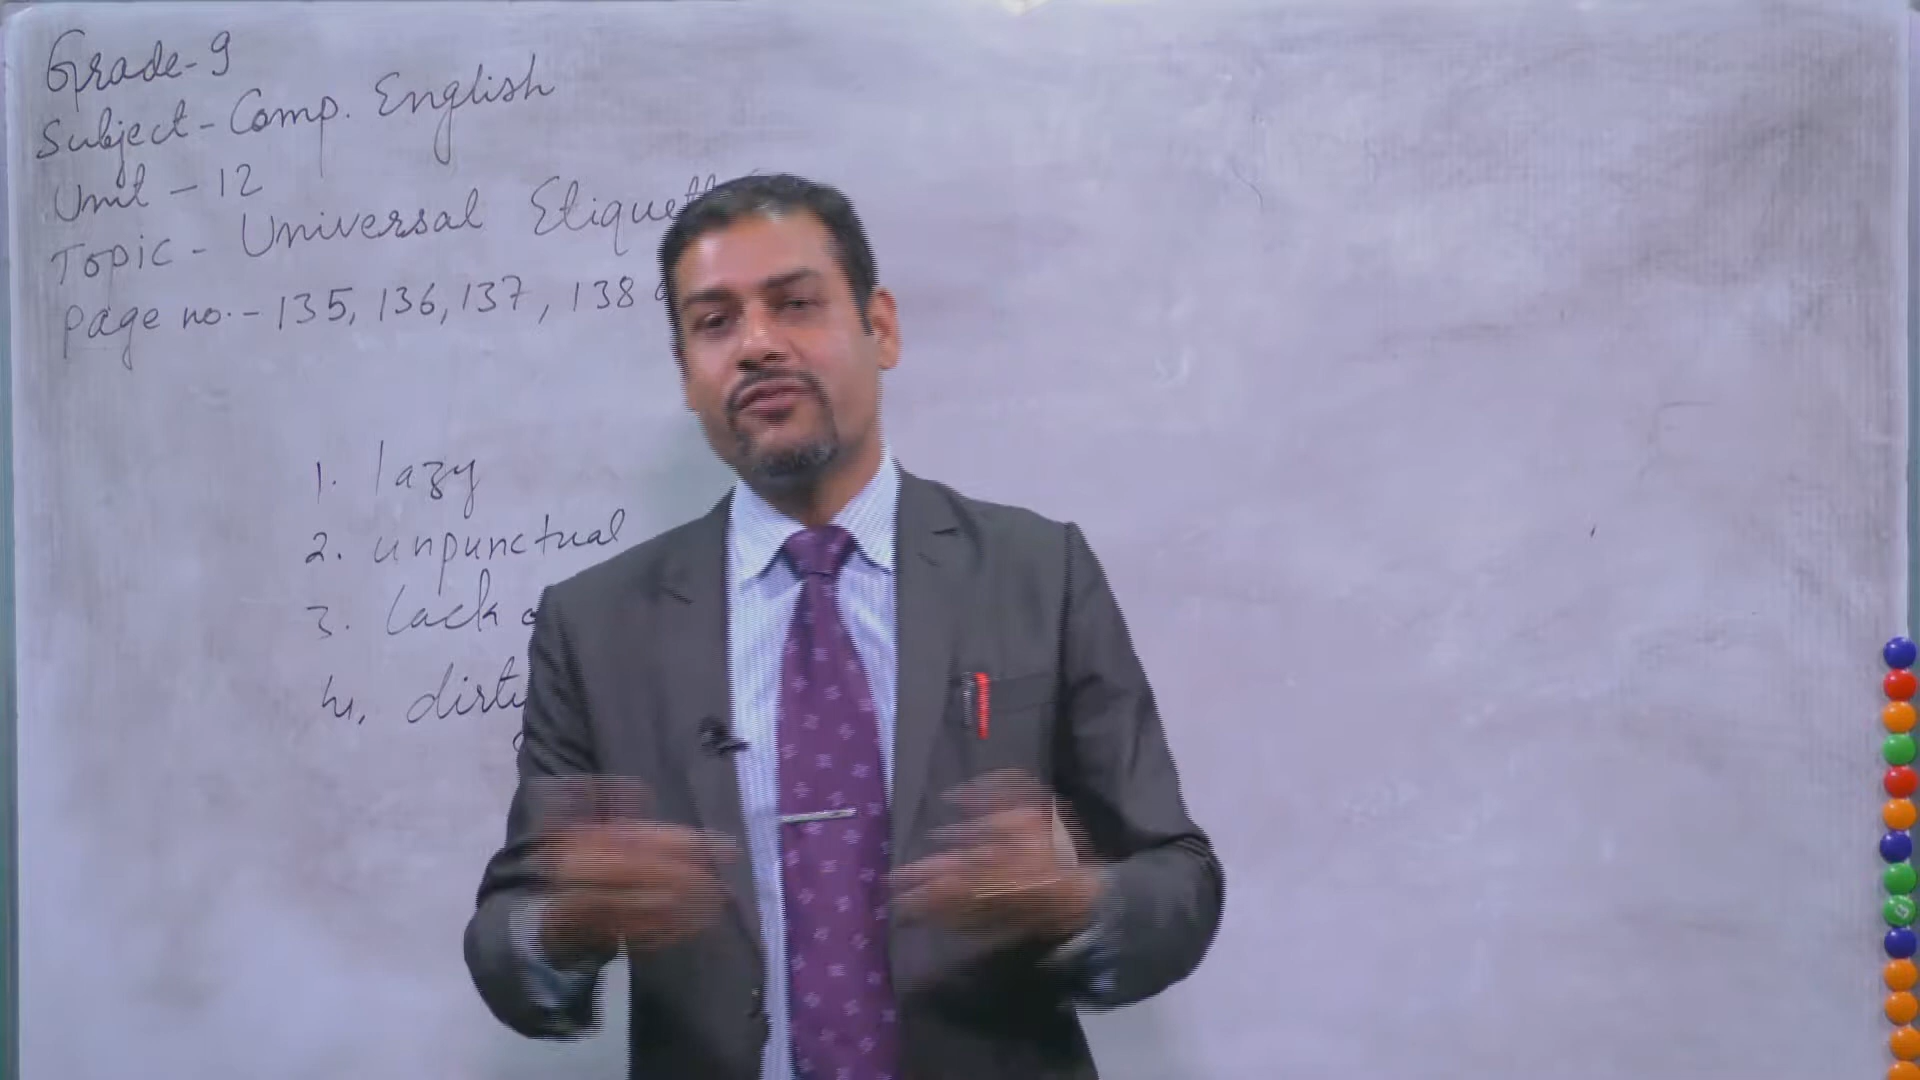 Grade-9
Subject-Comp. English
Unit - 12
Topic - Universal
Page no.- 135, 136, 137, 138
1. lazy
2. unpunctual
3. Lack
4. dirty